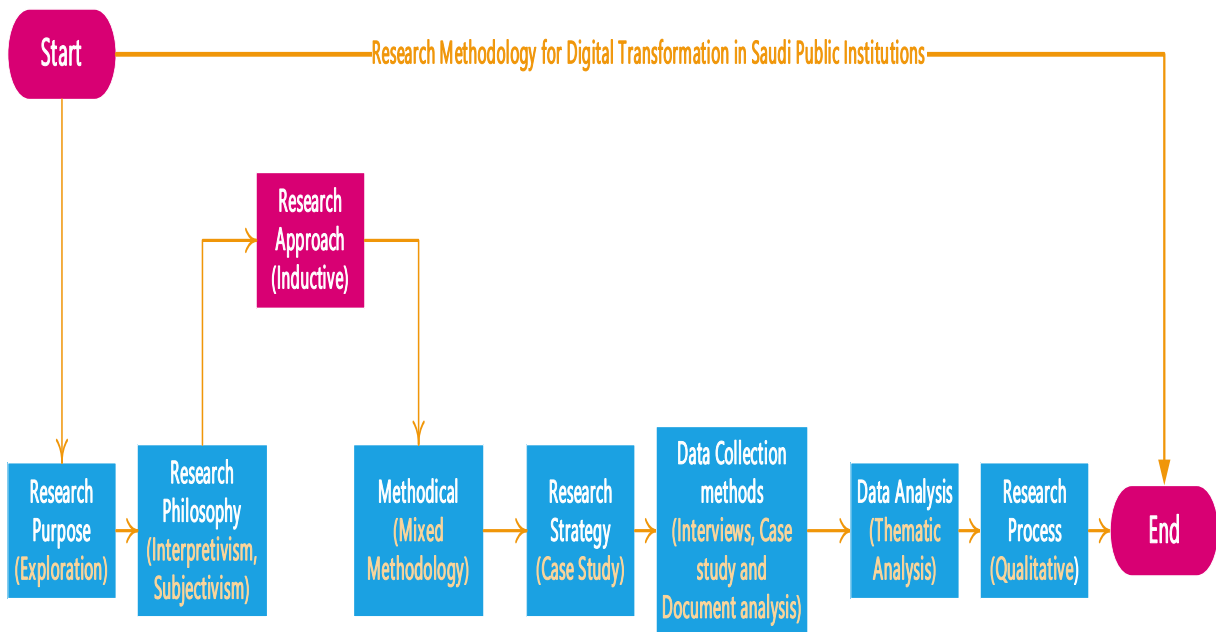 Start
Research Methodology for Digital Transformation in Saudi Public Institutions
Research
Approach
(Inductive)
Research
Purpose
(Exploration)
Research
Philosophy
(Interpretivism,
Subjectivism)
Methodical
(Mixed
Methodology)
Research
Strategy
(Case Study)
Data Collection
methods
(Interviews, Case
study and
Document analysis)
Data Analysis
(Thematic
Analysis)
Research
Process
(Qualitative)
End